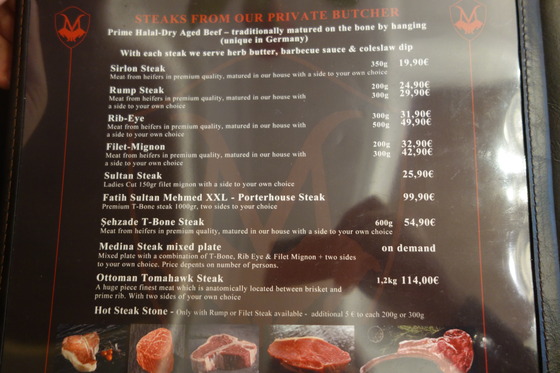 STEAKS FROM OUR PRIVATE BUTCHER
Prime Halal-Dry Aged Beef – traditionally matured on the bone by hanging
(unique in Germany)
With each steak we serve herb butter, barbecue sauce & coleslaw dip
Sirlon Steak 350g 19,90€
Meat from heifers in premium quality, matured in our house with a side to your own choice
Rump Steak 200g 24,90€
Meat from heifers in premium quality, matured in our house with 300g 29,90€
a side to your own choice
Rib-Eye 300g 31,90€
Meat from heifers in premium quality, matured in our house with 500g 49,90€
a side to your own choice
Filet-Mignon 200g 32,90€
Meat from heifers in premium quality, matured in our house with 300g 42,90€
a side to your own choice
Sultan Steak 25,90€
Ladies Cut 150gr filet mignon with a side to your own choice
Fatih Sultan Mehmed XXL - Porterhouse Steak 99,90€
Premium T-Bone steak 1000gr, two sides to your choice
Şehzade T-Bone Steak 600g 54,90€
Meat from heifers in premium quality, matured in our house with a side to your own choice
Medina Steak mixed plate on demand
Mixed plate with a combination of T-Bone, Rib Eye & Filet Mignon + two sides
to your own choice. Price depents on number of persons.
Ottoman Tomahawk Steak 1,2kg 114,00€
A huge piece finest meat which is anatomically located between brisket and
prime rib. With two sides of your own choice
Hot Steak Stone - Only with Rump or Filet Steak available - additional 5 € to each 200g or 300g